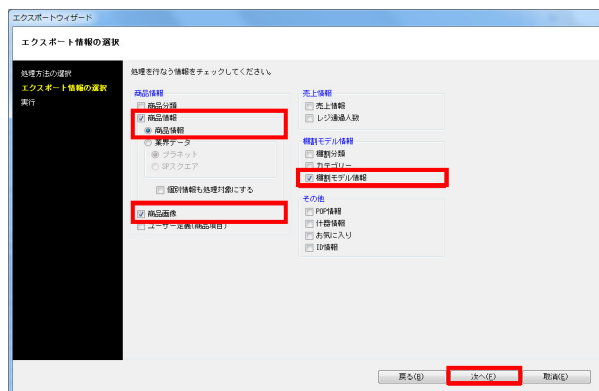 エクスポートウィザード
エクスポート情報の選択
処理方法の選択
エクスポート情報の選択
実行
処理を行なう情報をチェックしてください。
商品情報
商品分類
商品情報
商品情報
業界データ
プラネット
SPスクエア
個別情報も処理対象にする
商品画像
ユーザー定義(商品項目)
売上情報
売上情報
レジ通過人数
棚割モデル情報
棚割分類
カテゴリー
棚割モデル情報
その他
POP情報
什器情報
お気に入り
ID情報
戻る(B)
次へ(F)
取消(C)